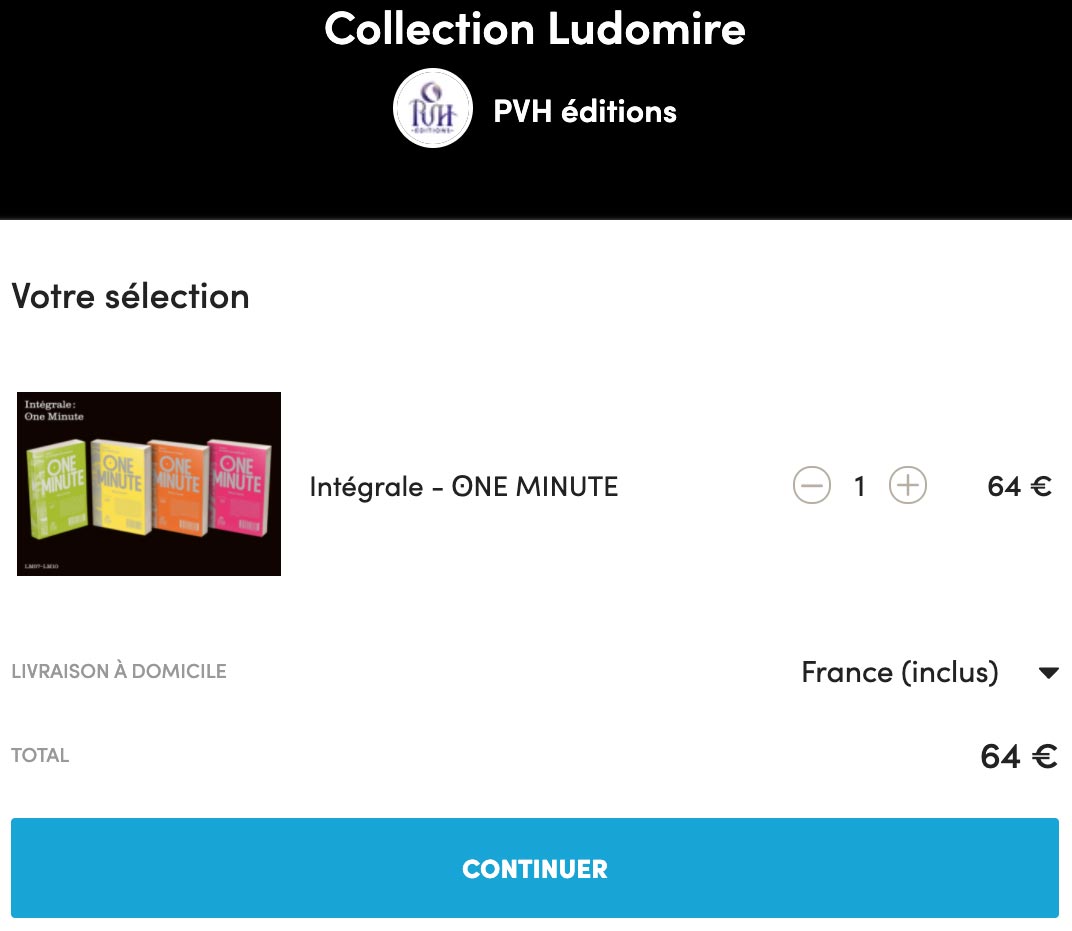 Collection Ludomire
PVH
EDITIONS
PVH éditions
Votre sélection
Intégrale :
One Minute
ONE
MINUTE
ONE
MINUTE
ONE
MINUTE
ONE
MINUTE
LM07-LM10
Intégrale - ONE MINUTE
1
64 €
LIVRAISON À DOMICILE
France (inclus)
TOTAL
64 €
CONTINUER